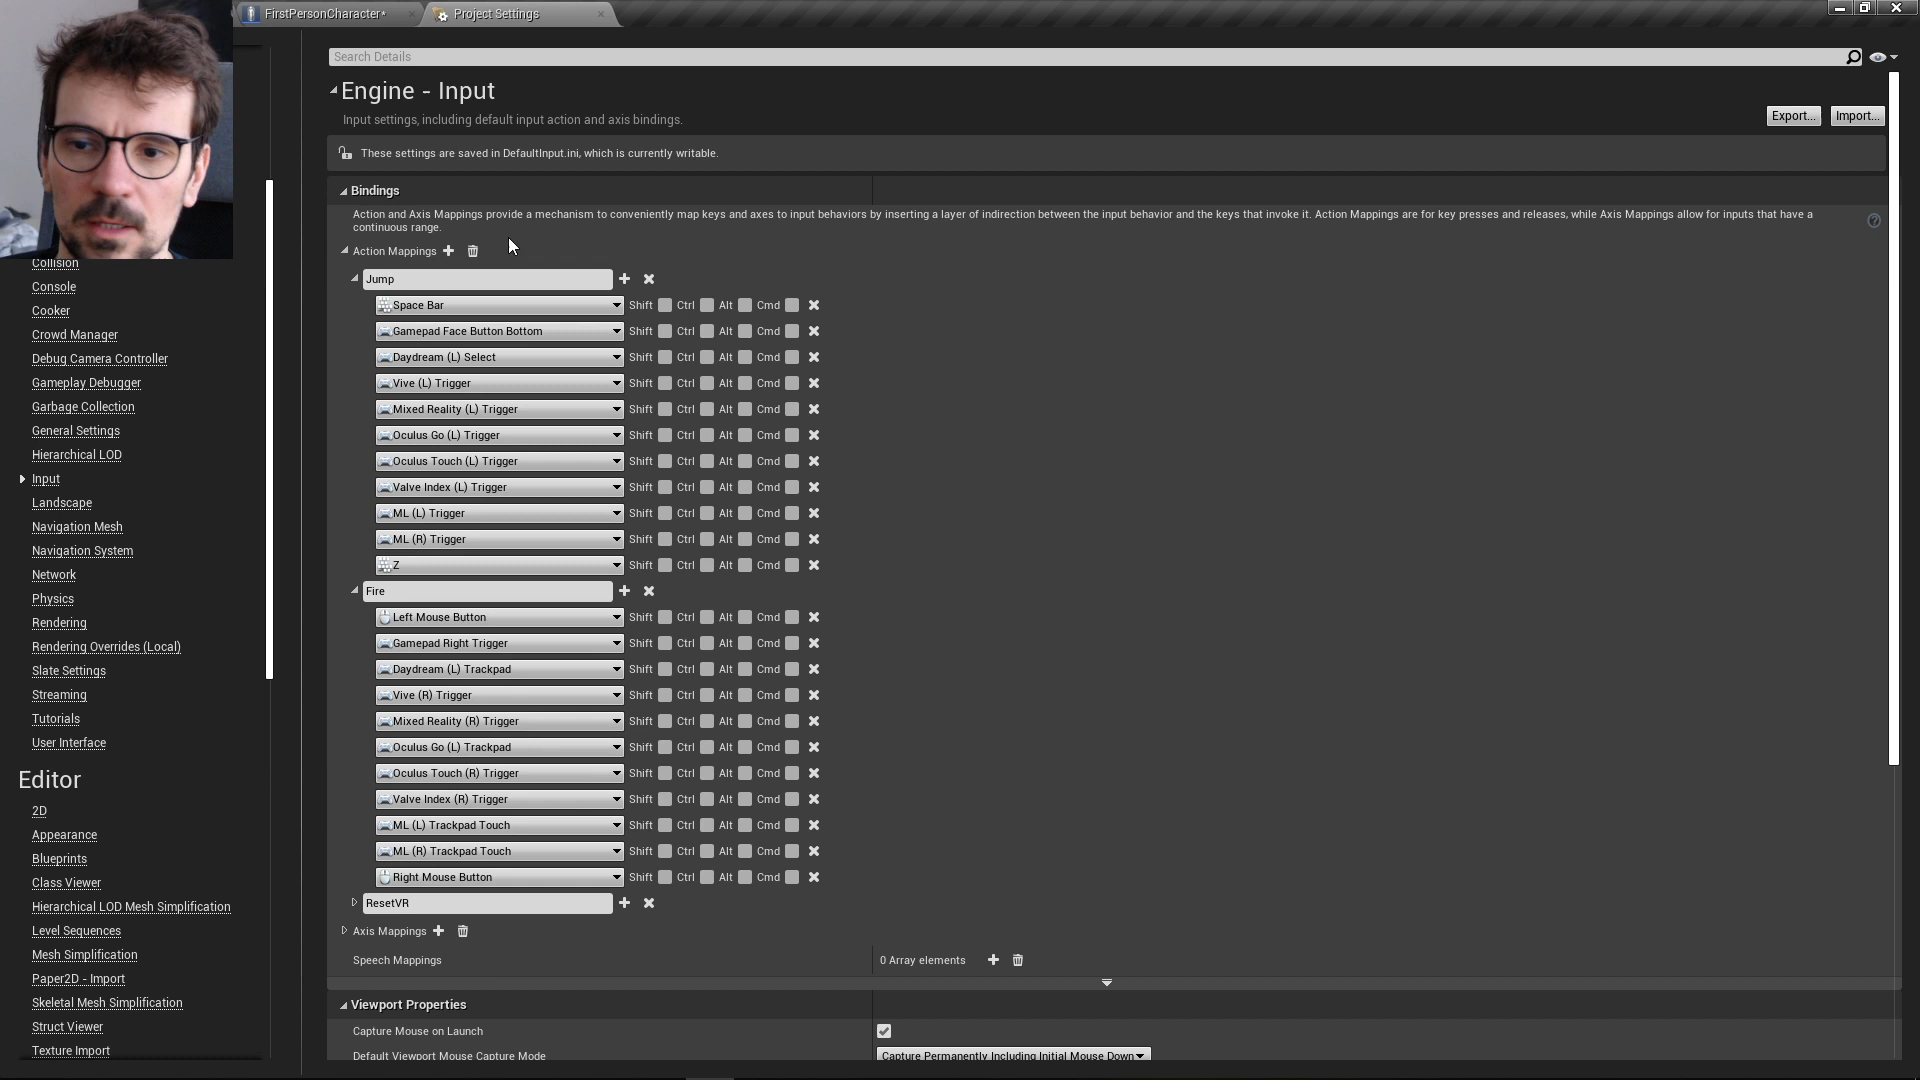 FirstPersonCharacter*
Project Settings
Search Details
Engine - Input
Input settings, including default input action and axis bindings.
Export...
Import...
These settings are saved in DefaultInput.ini, which is currently writable.
Bindings
Action and Axis Mappings provide a mechanism to conveniently map keys and axes to input behaviors by inserting a layer of indirection between the input behavior and the keys that invoke it. Action Mappings are for key presses and releases, while Axis Mappings allow for inputs that have a
continuous range.
Action Mappings
Jump
Space Bar Shift Ctrl Alt Cmd
Gamepad Face Button Bottom Shift Ctrl Alt Cmd
Daydream (L) Select Shift Ctrl Alt Cmd
Vive (L) Trigger Shift Ctrl Alt Cmd
Mixed Reality (L) Trigger Shift Ctrl Alt Cmd
Oculus Go (L) Trigger Shift Ctrl Alt Cmd
Oculus Touch (L) Trigger Shift Ctrl Alt Cmd
Valve Index (L) Trigger Shift Ctrl Alt Cmd
ML (L) Trigger Shift Ctrl Alt Cmd
ML (R) Trigger Shift Ctrl Alt Cmd
Z Shift Ctrl Alt Cmd
Fire
Left Mouse Button Shift Ctrl Alt Cmd
Gamepad Right Trigger Shift Ctrl Alt Cmd
Daydream (L) Trackpad Shift Ctrl Alt Cmd
Vive (R) Trigger Shift Ctrl Alt Cmd
Mixed Reality (R) Trigger Shift Ctrl Alt Cmd
Oculus Go (L) Trackpad Shift Ctrl Alt Cmd
Oculus Touch (R) Trigger Shift Ctrl Alt Cmd
Valve Index (R) Trigger Shift Ctrl Alt Cmd
ML (L) Trackpad Touch Shift Ctrl Alt Cmd
ML (R) Trackpad Touch Shift Ctrl Alt Cmd
Right Mouse Button Shift Ctrl Alt Cmd
ResetVR
Axis Mappings
Speech Mappings
0 Array elements
Viewport Properties
Capture Mouse on Launch
Default Viewport Mouse Capture Mode
Capture Permanently Including Initial Mouse Down
Collision
Console
Cooker
Crowd Manager
Debug Camera Controller
Gameplay Debugger
Garbage Collection
General Settings
Hierarchical LOD
Input
Landscape
Navigation Mesh
Navigation System
Network
Physics
Rendering
Rendering Overrides (Local)
Slate Settings
Streaming
Tutorials
User Interface
Editor
2D
Appearance
Blueprints
Class Viewer
Hierarchical LOD Mesh Simplification
Level Sequences
Mesh Simplification
Paper2D - Import
Skeletal Mesh Simplification
Struct Viewer
Texture Import